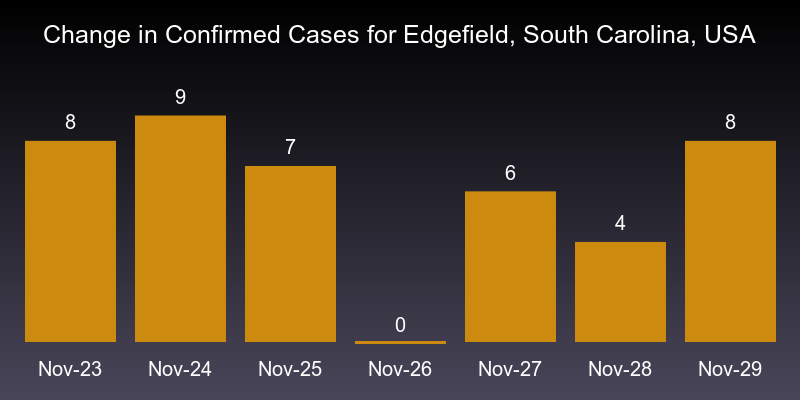 Change in Confirmed Cases for Edgefield, South Carolina, USA
8
9
7
0
6
4
8
Nov-23
Nov-24
Nov-25
Nov-26
Nov-27
Nov-28
Nov-29